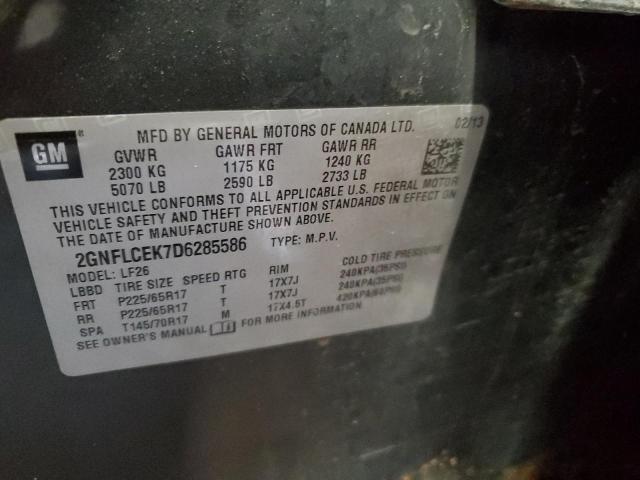 GM
MFD BY GENERAL MOTORS OF CANADA LTD. 02/13
GVWR GAWR FRT GAWR RR
2300 KG 1175 KG 1240 KG
5070 LB 2590 LB 2733 LB
THIS VEHICLE CONFORMS TO ALL APPLICABLE U.S. FEDERAL MOTOR
VEHICLE SAFETY AND THEFT PREVENTION STANDARDS IN EFFECT ON
THE DATE OF MANUFACTURE SHOWN ABOVE.
2GNFLCEK7D6285586 TYPE: M.P.V.
MODEL: LF26
LBBD TIRE SIZE SPEED RTG RIM COLD TIRE PRESSURE
FRT P225/65R17 T 17X7J 240KPA(35PSI)
RR P225/65R17 T 17X7J 240KPA(35PSI)
SPA T145/70R17 M 17X4.5T 420KPA(60PSI)
SEE OWNER'S MANUAL FOR MORE INFORMATION